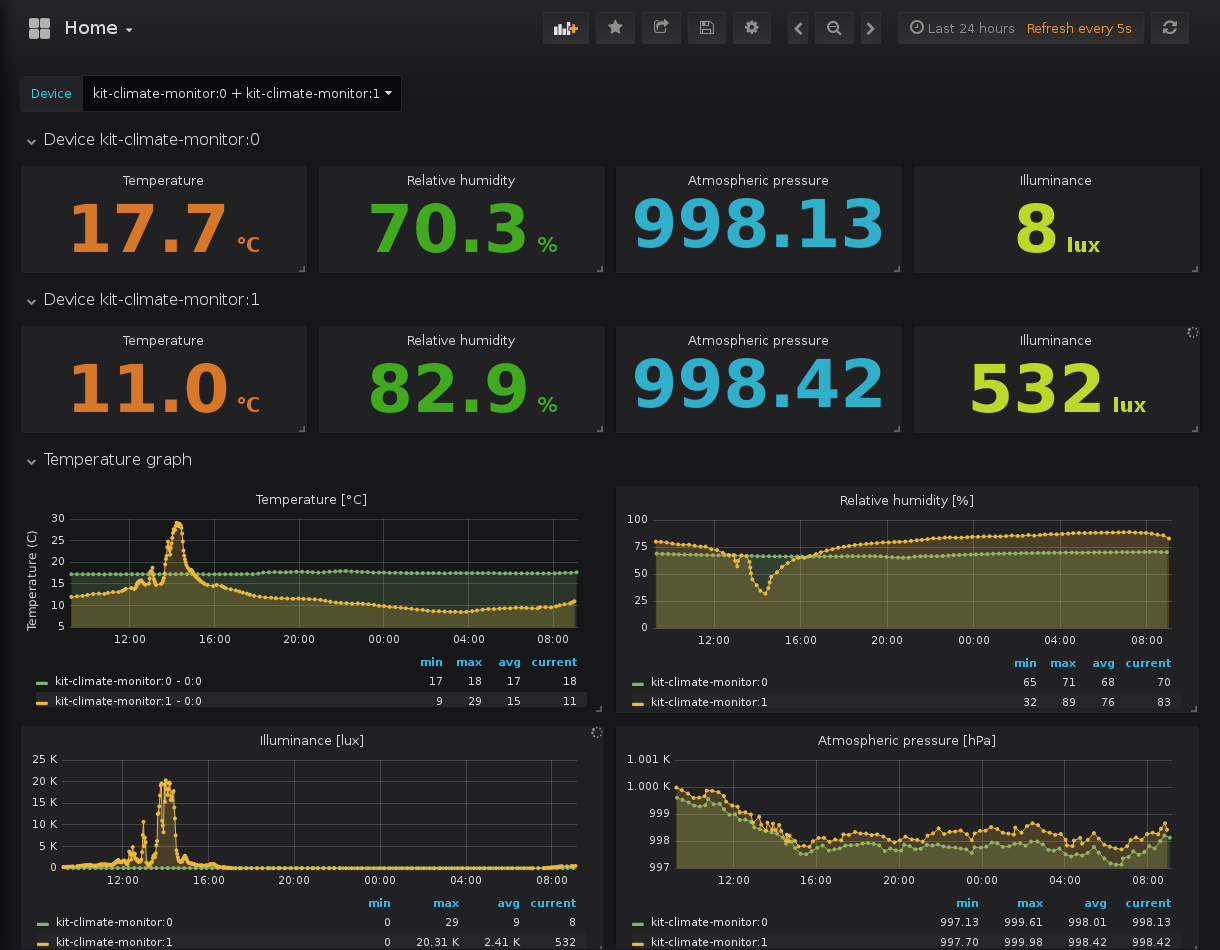 Home
Last 24 hours Refresh every 5s
Device kit-climate-monitor:0 + kit-climate-monitor:1
Device kit-climate-monitor:0
Temperature Relative humidity Atmospheric pressure Illuminance
17.7 °C 70.3 % 998.13 8 lux
Device kit-climate-monitor:1
Temperature Relative humidity Atmospheric pressure Illuminance
11.0 °C 82.9 % 998.42 532 lux
Temperature graph
Temperature [°C]
Temperature (C)
30
25
20
15
10
5
12:00 16:00 20:00 00:00 04:00 08:00
min max avg current
kit-climate-monitor:0 - 0:0 17 18 17 18
kit-climate-monitor:1 - 0:0 9 29 15 11
Relative humidity [%]
100
75
50
25
0
12:00 16:00 20:00 00:00 04:00 08:00
min max avg current
kit-climate-monitor:0 65 71 68 70
kit-climate-monitor:1 32 89 76 83
Illuminance [lux]
25 K
20 K
15 K
10 K
5 K
0
12:00 16:00 20:00 00:00 04:00 08:00
min max avg current
kit-climate-monitor:0 0 29 9 8
kit-climate-monitor:1 0 20.31 K 2.41 K 532
Atmospheric pressure [hPa]
1.001 K
1.000 K
999
998
997
12:00 16:00 20:00 00:00 04:00 08:00
min max avg current
kit-climate-monitor:0 997.13 999.61 998.01 998.13
kit-climate-monitor:1 997.70 999.98 998.42 998.42